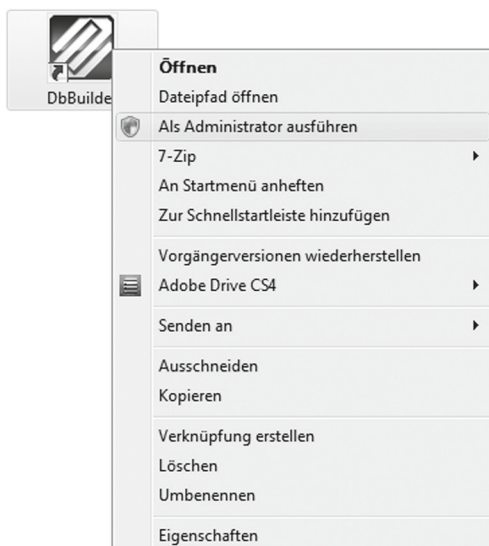 DbBuilde
Öffnen
Dateipfad öffnen
Als Administrator ausführen
7-Zip
An Startmenü anheften
Zur Schnellstartleiste hinzufügen
Vorgängerversionen wiederherstellen
Adobe Drive CS4
Senden an
Ausschneiden
Kopieren
Verknüpfung erstellen
Löschen
Umbenennen
Eigenschaften